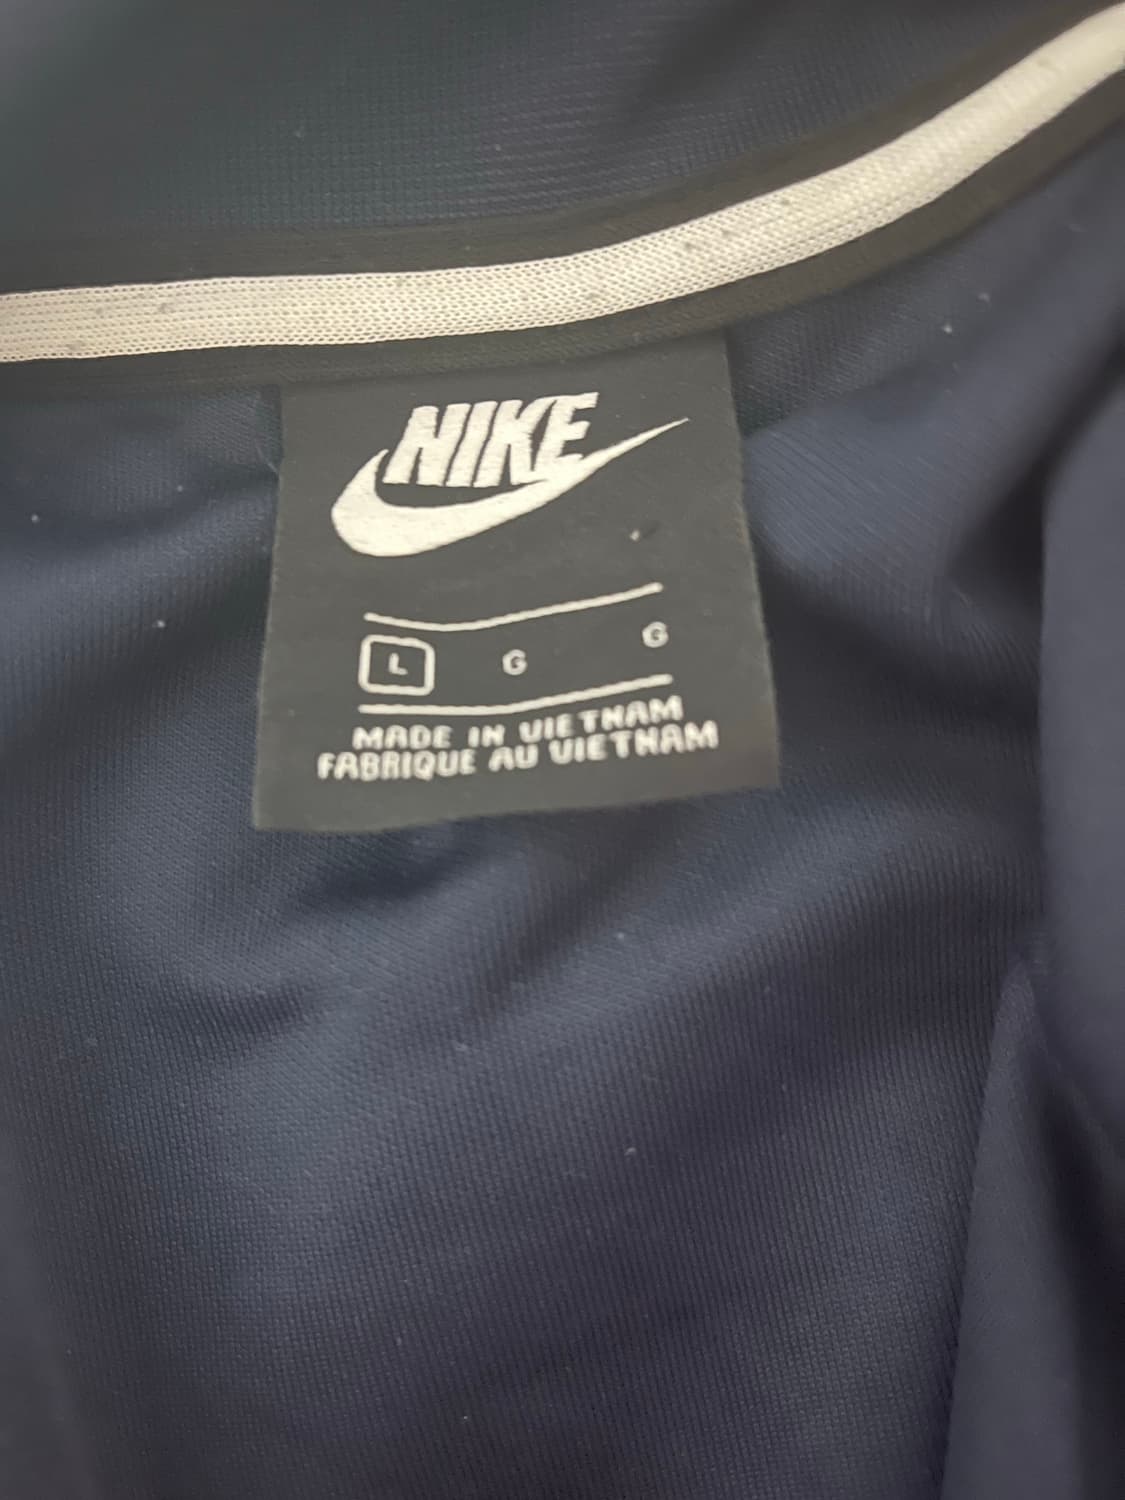 NIKE
L G G
MADE IN VIETNAM
FABRIQUE AU VIETNAM